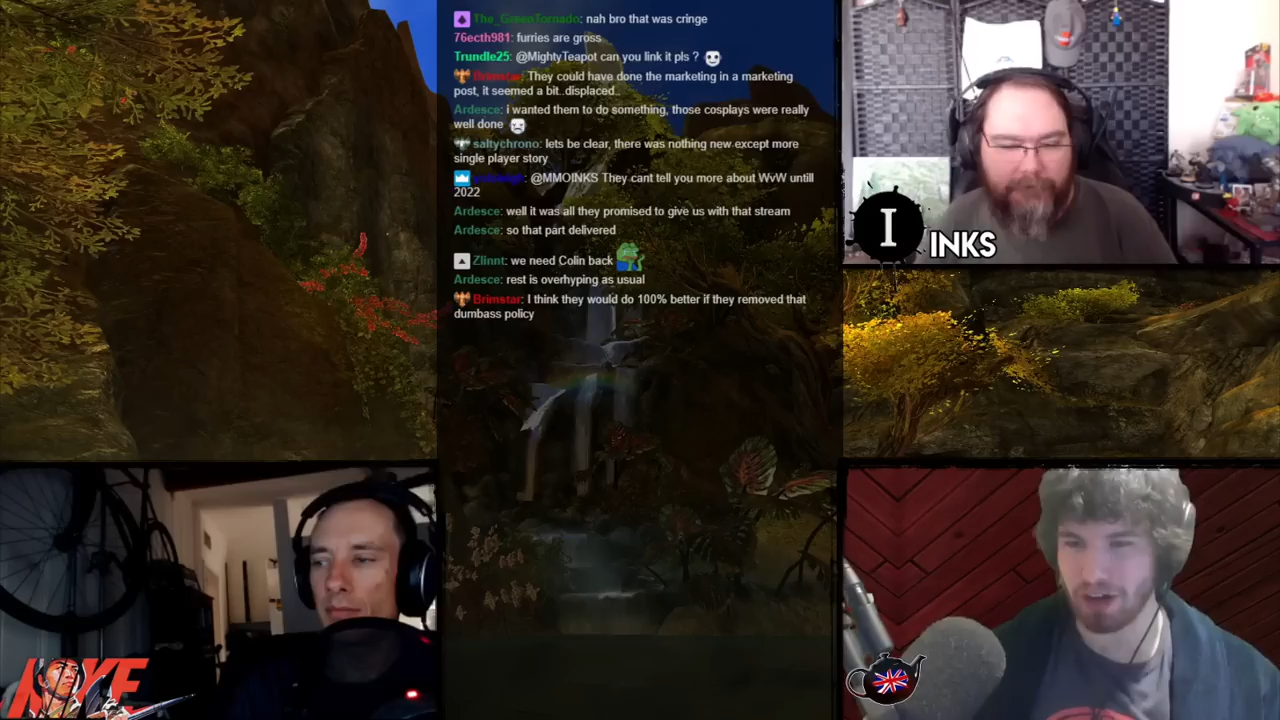 The_GreenTornado: nah bro that was cringe
76ecth981: furries are gross
Trundle25: @MightyTeapot can you link it pls ?
Brimstar: They could have done the marketing in a marketing
post, it seemed a bit..displaced
Ardesce: i wanted them to do something, those cosplays were really
well done
saltychrono: lets be clear, there was nothing new except more
single player story
: @MMOINKS They cant tell you more about WvW untill
2022
Ardesce: well it was all they promised to give us with that stream
Ardesce: so that part delivered
Zlinnt: we need Colin back
Ardesce: rest is overhyping as usual
Brimstar: I think they would do 100% better if they removed that
dumbass policy
I INKS